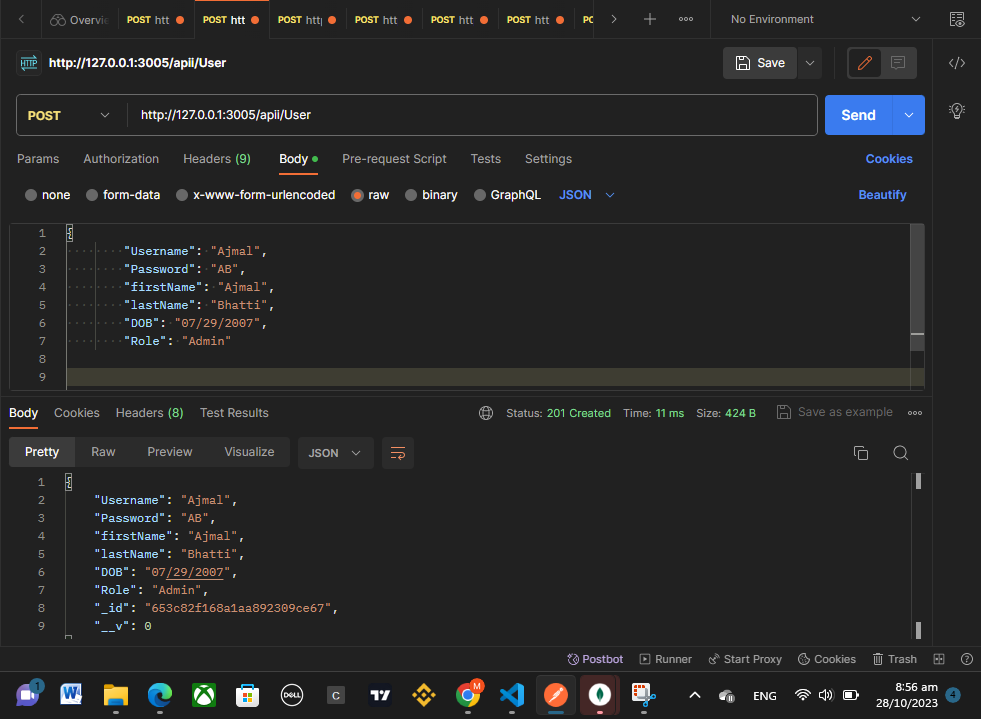 Overvie
POST htt
POST htt
POST http
POST htt
POST htt
POST htt
PC
No Environment
HTTP
http://127.0.0.1:3005/apii/User
Save
POST
http://127.0.0.1:3005/apii/User
Send
Params
Authorization
Headers (9)
Body
Pre-request Script
Tests
Settings
Cookies
none
form-data
x-www-form-urlencoded
raw
binary
GraphQL
JSON
Beautify
1 {
2 "Username": "Ajmal",
3 "Password": "AB",
4 "firstName": "Ajmal",
5 "lastName": "Bhatti",
6 "DOB": "07/29/2007",
7 "Role": "Admin"
8
9
Body
Cookies
Headers (8)
Test Results
Status: 201 Created
Time: 11 ms
Size: 424 B
Save as example
Pretty
Raw
Preview
Visualize
JSON
1 {
2 "Username": "Ajmal",
3 "Password": "AB",
4 "firstName": "Ajmal",
5 "lastName": "Bhatti",
6 "DOB": "07/29/2007",
7 "Role": "Admin",
8 "_id": "653c82f168a1aa892309ce67",
9 "__v": 0
Postbot
Runner
Start Proxy
Cookies
Trash
1
W
DELL
C
M
ENG
8:56 am
28/10/2023
4